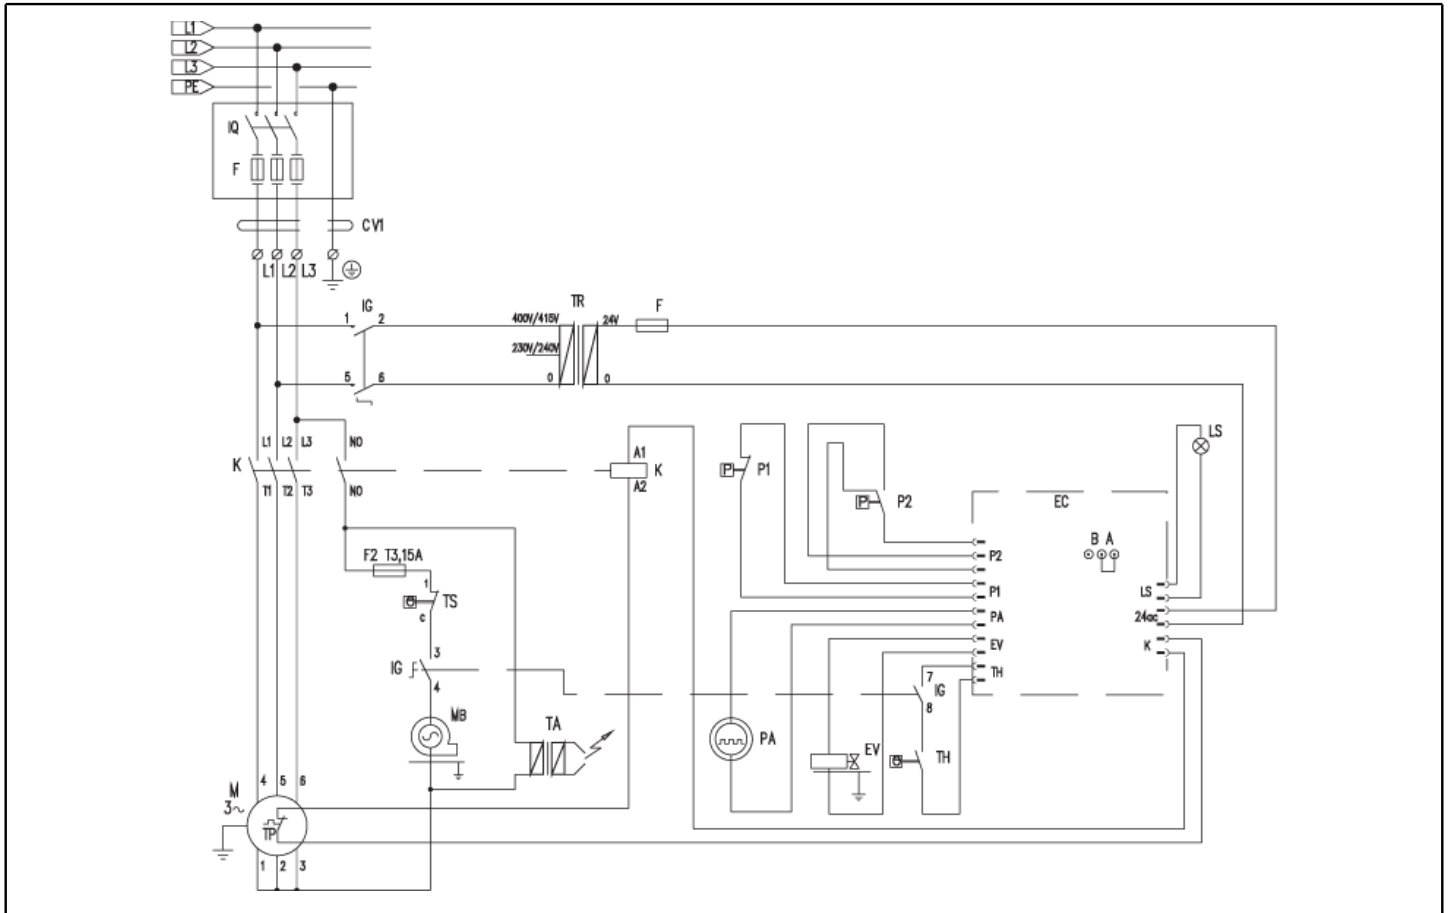 L1
L2
L3
PE
IQ
F
CV1
L1 L2 L3
IG
1 2
5 6
400V/415V
230V/240V
0
TR
24V
0
F
K
L1 L2 L3 NO
T1 T2 T3 NO
A1
K
A2
P
P1
P
P2
LS
EC
B A
P2
P1
PA
EV
TH
LS
24ac
K
F2 T3,15A
1
TS
c
3
IG
4
MB
TA
7
IG
8
PA
EV
TH
4 5 6
M
3~
TP
1 2 3